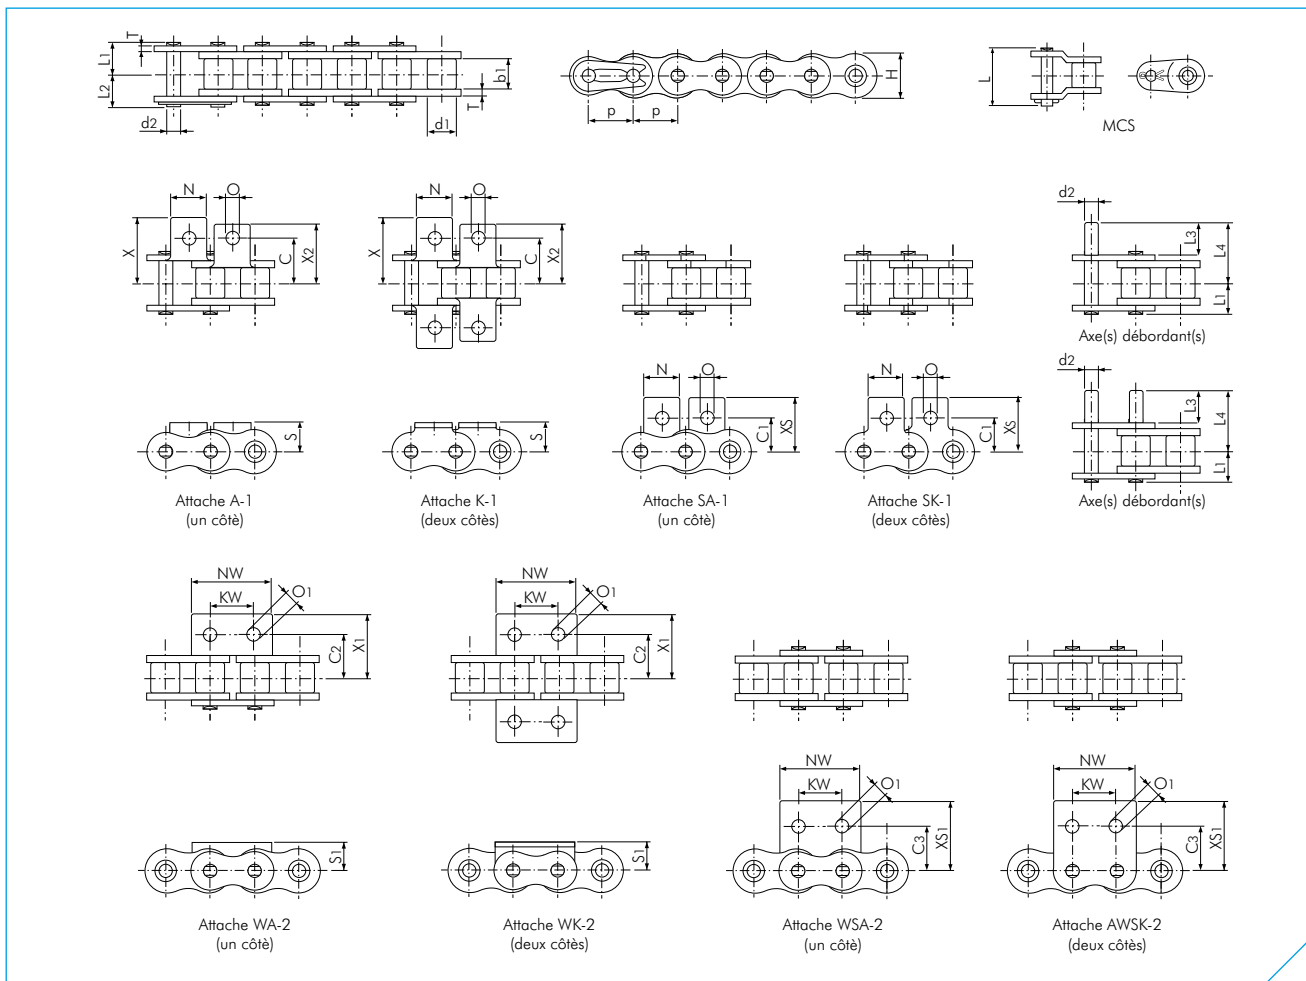 T
L1
L2
d2
b1
T
d1
p
p
H
L
MCS
N
O
X
C
X2
N
O
X
C
X2
d2
L3
L4
L1
Axe(s) débordant(s)
S
Attache A-1
(un côtè)
S
Attache K-1
(deux côtès)
N
O
C1
XS
Attache SA-1
(un côtè)
N
O
C1
XS
Attache SK-1
(deux côtès)
d2
L3
L4
L1
Axe(s) débordant(s)
NW
KW
O1
C2
X1
NW
KW
O1
C2
X1
S1
Attache WA-2
(un côtè)
S1
Attache WK-2
(deux côtès)
NW
KW
O1
C3
XS1
Attache WSA-2
(un côtè)
NW
KW
O1
C3
XS1
Attache AWSK-2
(deux côtès)